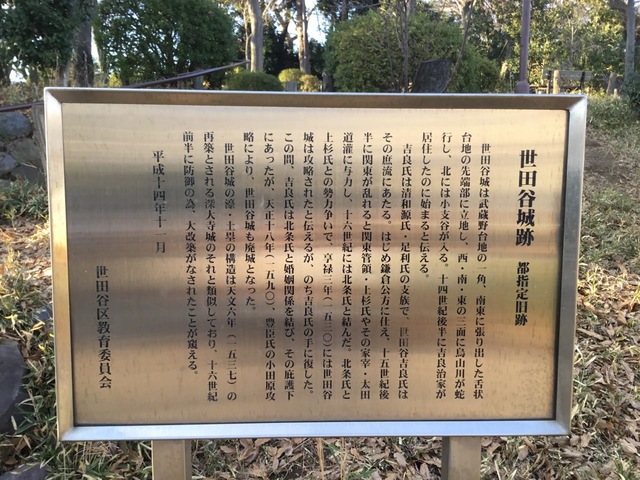 世田谷城跡　都指定旧跡
世田谷城は武蔵野台地の一角、南東に張り出した舌状
台地の先端部に立地し、西・南・東の三面に烏山川が蛇
行し、北には小支谷が入る。十四世紀後半に吉良治家が
居住したのに始まると伝える。
吉良氏は清和源氏・足利氏の支族で、世田谷吉良氏は
その庶流にあたる。はじめ鎌倉公方に仕え、十五世紀後
半に関東が乱れると関東管領・上杉氏やその家宰・太田
道灌に与力し、十六世紀には北条氏と結んだ。北条氏と
上杉氏との勢力争いで、享禄三年（一五三〇）には世田谷
城は攻略されたと伝えるが、のち吉良氏の手に復した。
この間、吉良氏は北条氏と婚姻関係を結び、その庇護下
にあったが、天正十八年（一五九〇）、豊臣氏の小田原攻
略により、世田谷城も廃城となった。
世田谷城の濠・土塁の構造は天文六年（一五三七）の
再築とされる深大寺城のそれと類似しており、十六世紀
前半に防御の為、大改築がなされたことが窺える。
平成十四年十一月
世田谷区教育委員会